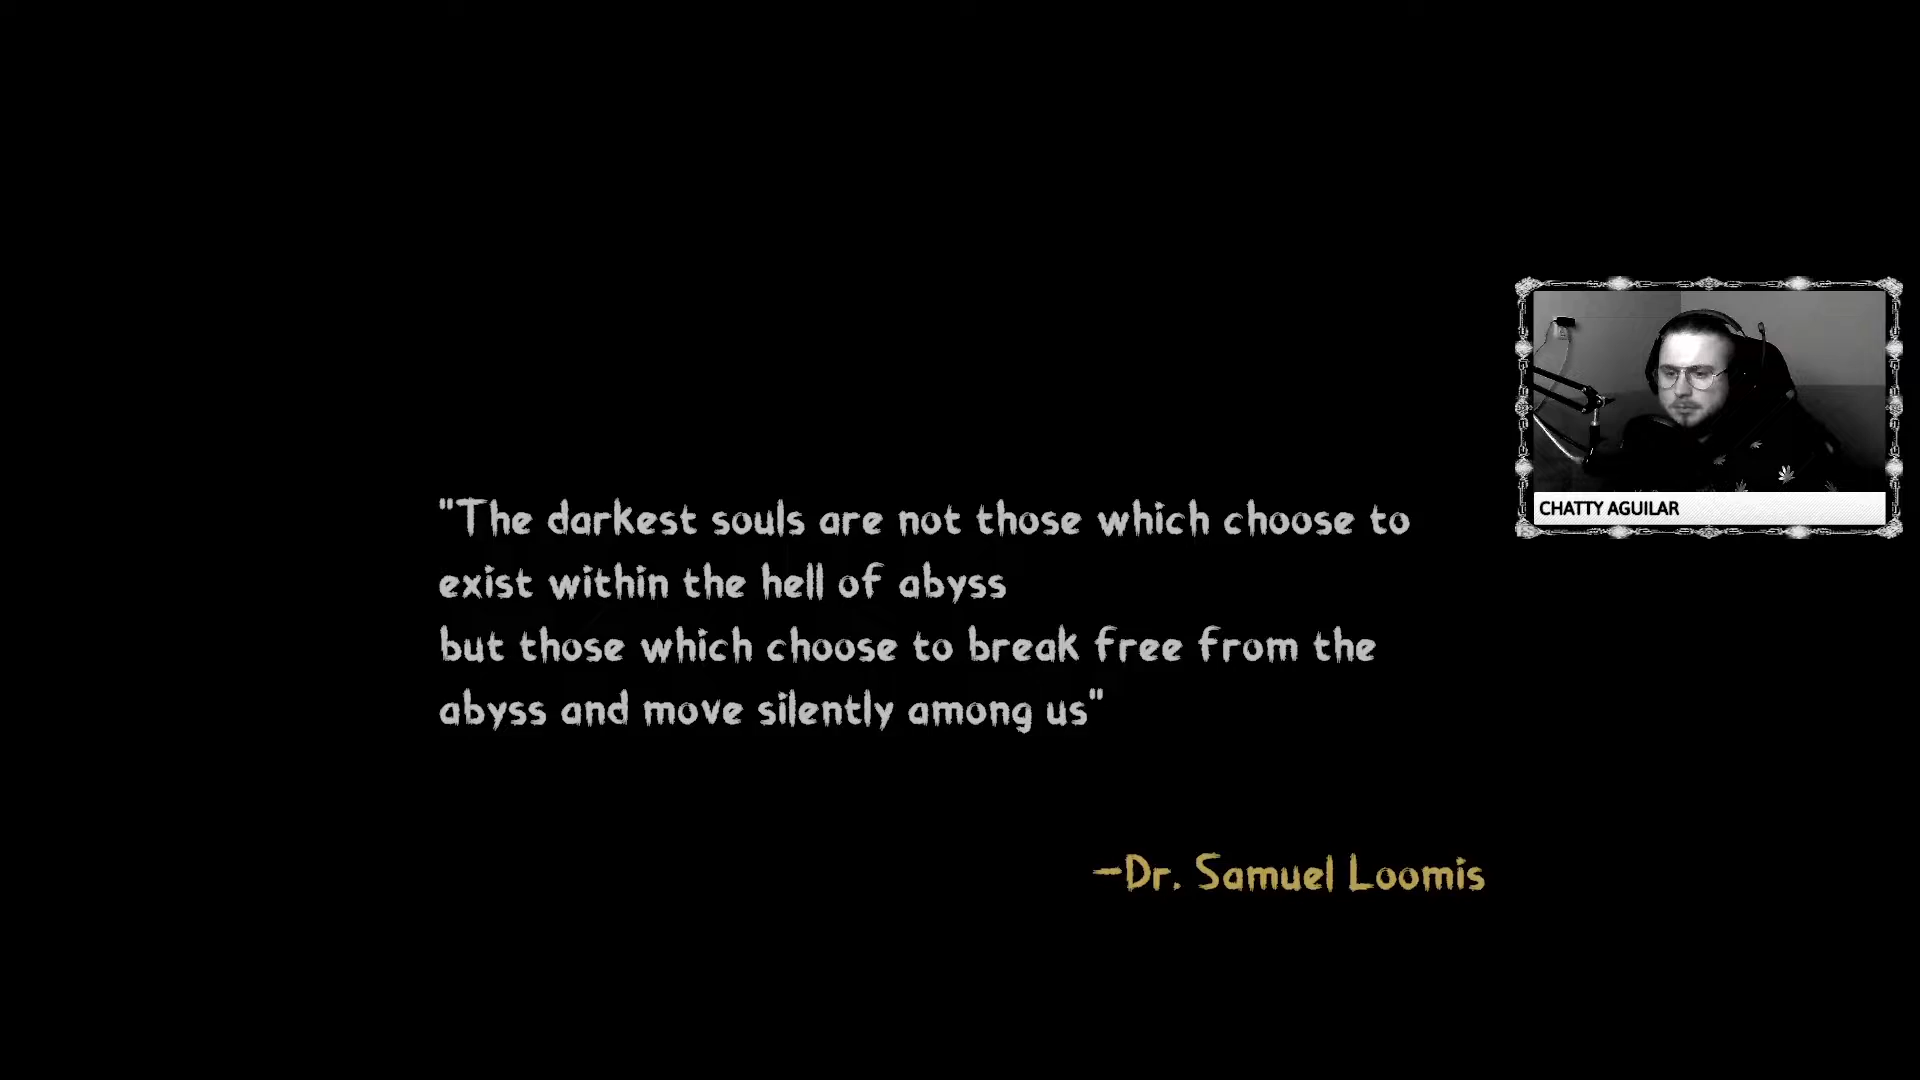 "The darkest souls are not those which choose to
exist within the hell of abyss
but those which choose to break free from the
abyss and move silently among us"
-Dr. Samuel Loomis
CHATTY AGUILAR